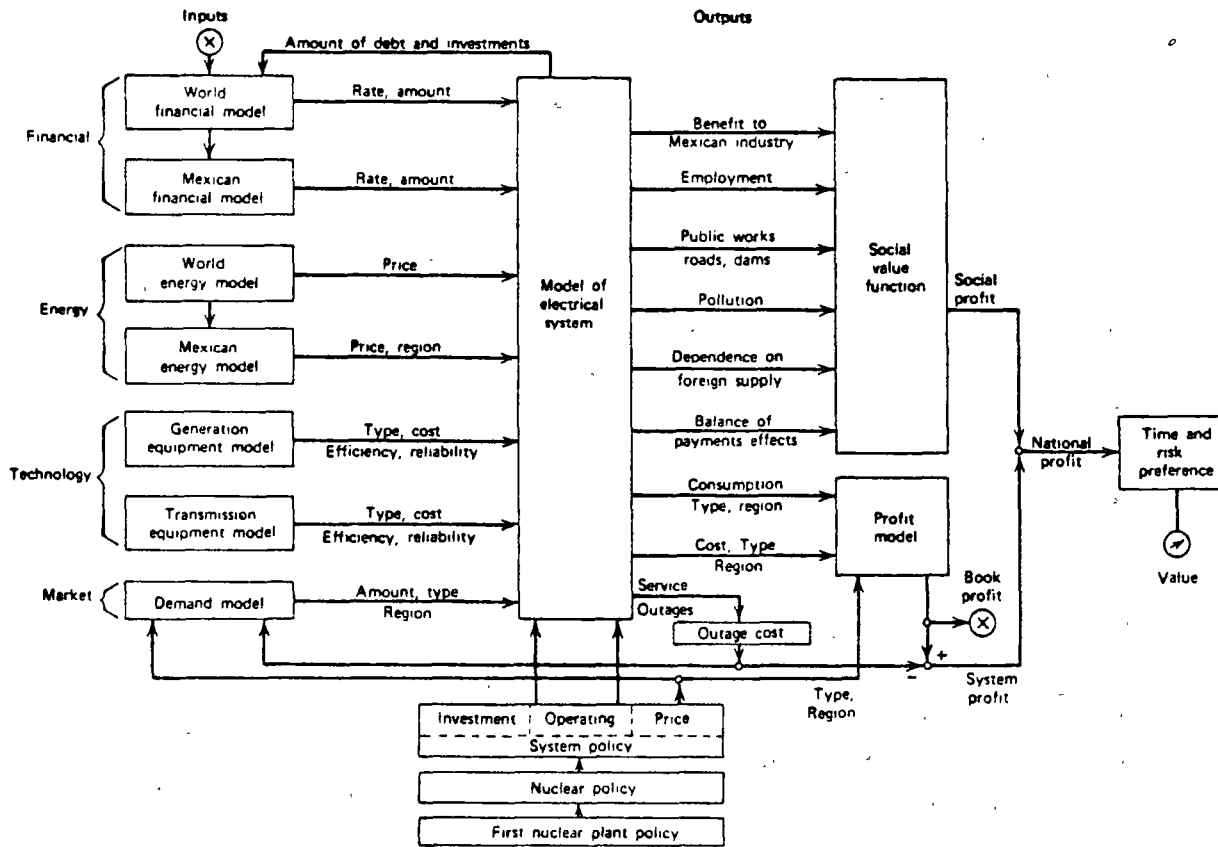 Inputs
Outputs
Amount of debt and investments
Financial
World
financial model
Rate, amount
Mexican
financial model
Rate, amount
Energy
World
energy model
Price
Mexican
energy model
Price, region
Technology
Generation
equipment model
Type, cost
Efficiency, reliability
Transmission
equipment model
Type, cost
Efficiency, reliability
Market
Demand model
Amount, type
Region
Model of
electrical
system
Benefit to
Mexican industry
Employment
Public works
roads, dams
Pollution
Dependence on
foreign supply
Balance of
payments effects
Consumption
Type, region
Cost, Type
Region
Service
Outages
Outage cost
Social
value
function
Social
profit
Profit
model
Book
profit
+
-
System
profit
National
profit
Time and
risk
preference
Value
Type,
Region
Investment
Operating
Price
System policy
Nuclear policy
First nuclear plant policy